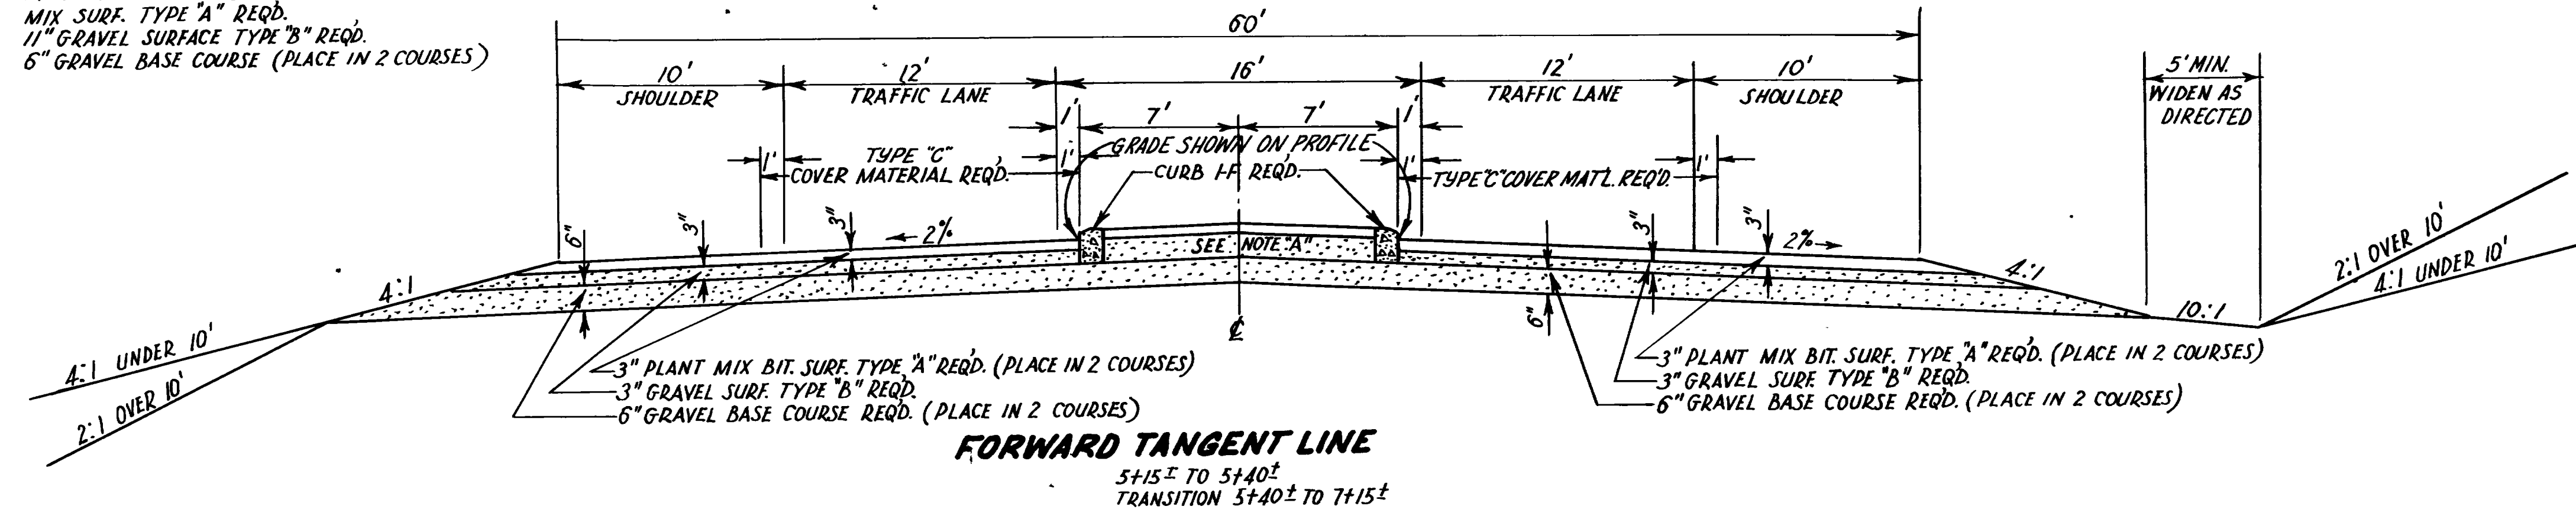 MIX SURF. TYPE "A" REQ'D.
11" GRAVEL SURFACE TYPE "B" REQ'D.
6" GRAVEL BASE COURSE (PLACE IN 2 COURSES)
60'
10' 12' 16' 12' 10' 5' MIN.
SHOULDER TRAFFIC LANE TRAFFIC LANE SHOULDER WIDEN AS
DIRECTED
1' 7' 7' 1'
GRADE SHOWN ON PROFILE
1' TYPE "C" 1' 1' 1'
COVER MATERIAL REQ'D. CURB 1-F REQ'D. TYPE "C" COVER MAT'L. REQ'D.
6" 3" 3" 2% 3" 3" 2%
SEE NOTE "A"
4:1 4:1
2:1 OVER 10'
4:1 UNDER 10'
6" 10:1
℄
4:1 UNDER 10'
2:1 OVER 10'
3" PLANT MIX BIT. SURF. TYPE "A" REQ'D. (PLACE IN 2 COURSES)
3" GRAVEL SURF. TYPE "B" REQ'D.
6" GRAVEL BASE COURSE REQ'D. (PLACE IN 2 COURSES)
3" PLANT MIX BIT. SURF. TYPE "A" REQ'D. (PLACE IN 2 COURSES)
3" GRAVEL SURF. TYPE "B" REQ'D.
6" GRAVEL BASE COURSE REQ'D. (PLACE IN 2 COURSES)
FORWARD TANGENT LINE
5+15± TO 5+40±
TRANSITION 5+40± TO 7+15±